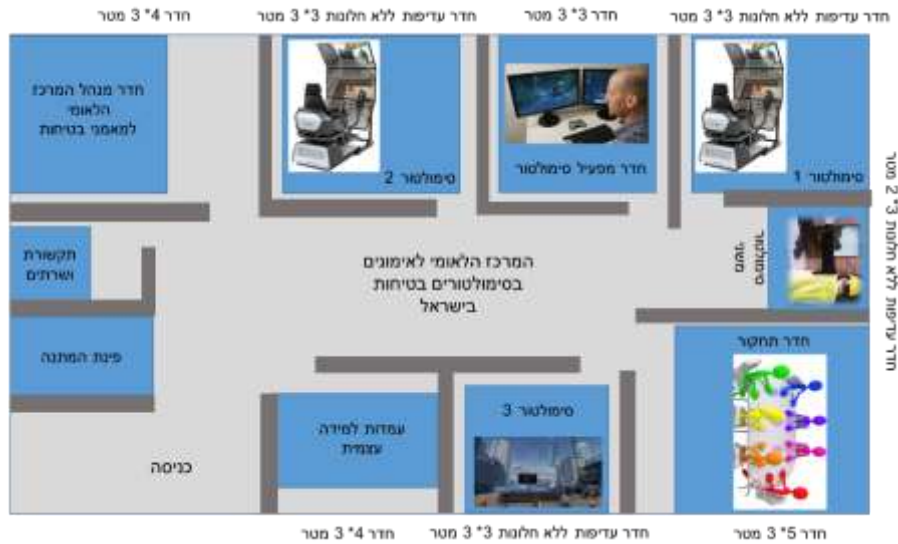 חדר עדיפות ללא חלונות 3* 3 מטר
חדר 3* 3 מטר
חדר עדיפות ללא חלונות 3* 3 מטר
חדר 4* 3 מטר
סימולטור 1
חדר מפעיל סימולטור
סימולטור 2
חדר מנהל המרכז
הלאומי
למאמני בטיחות
חדר עדיפות ללא חלונות 3* 2 מטר
סימולטור
משני
המרכז הלאומי לאימונים
בסימולטורים בטיחות
בישראל
תקשורת
ושרתים
פינת המתנה
חדר תחקור
סימולטור 3
עמדות למידה
עצמית
כניסה
חדר 5* 3 מטר
חדר עדיפות ללא חלונות 3* 3 מטר
חדר 4* 3 מטר